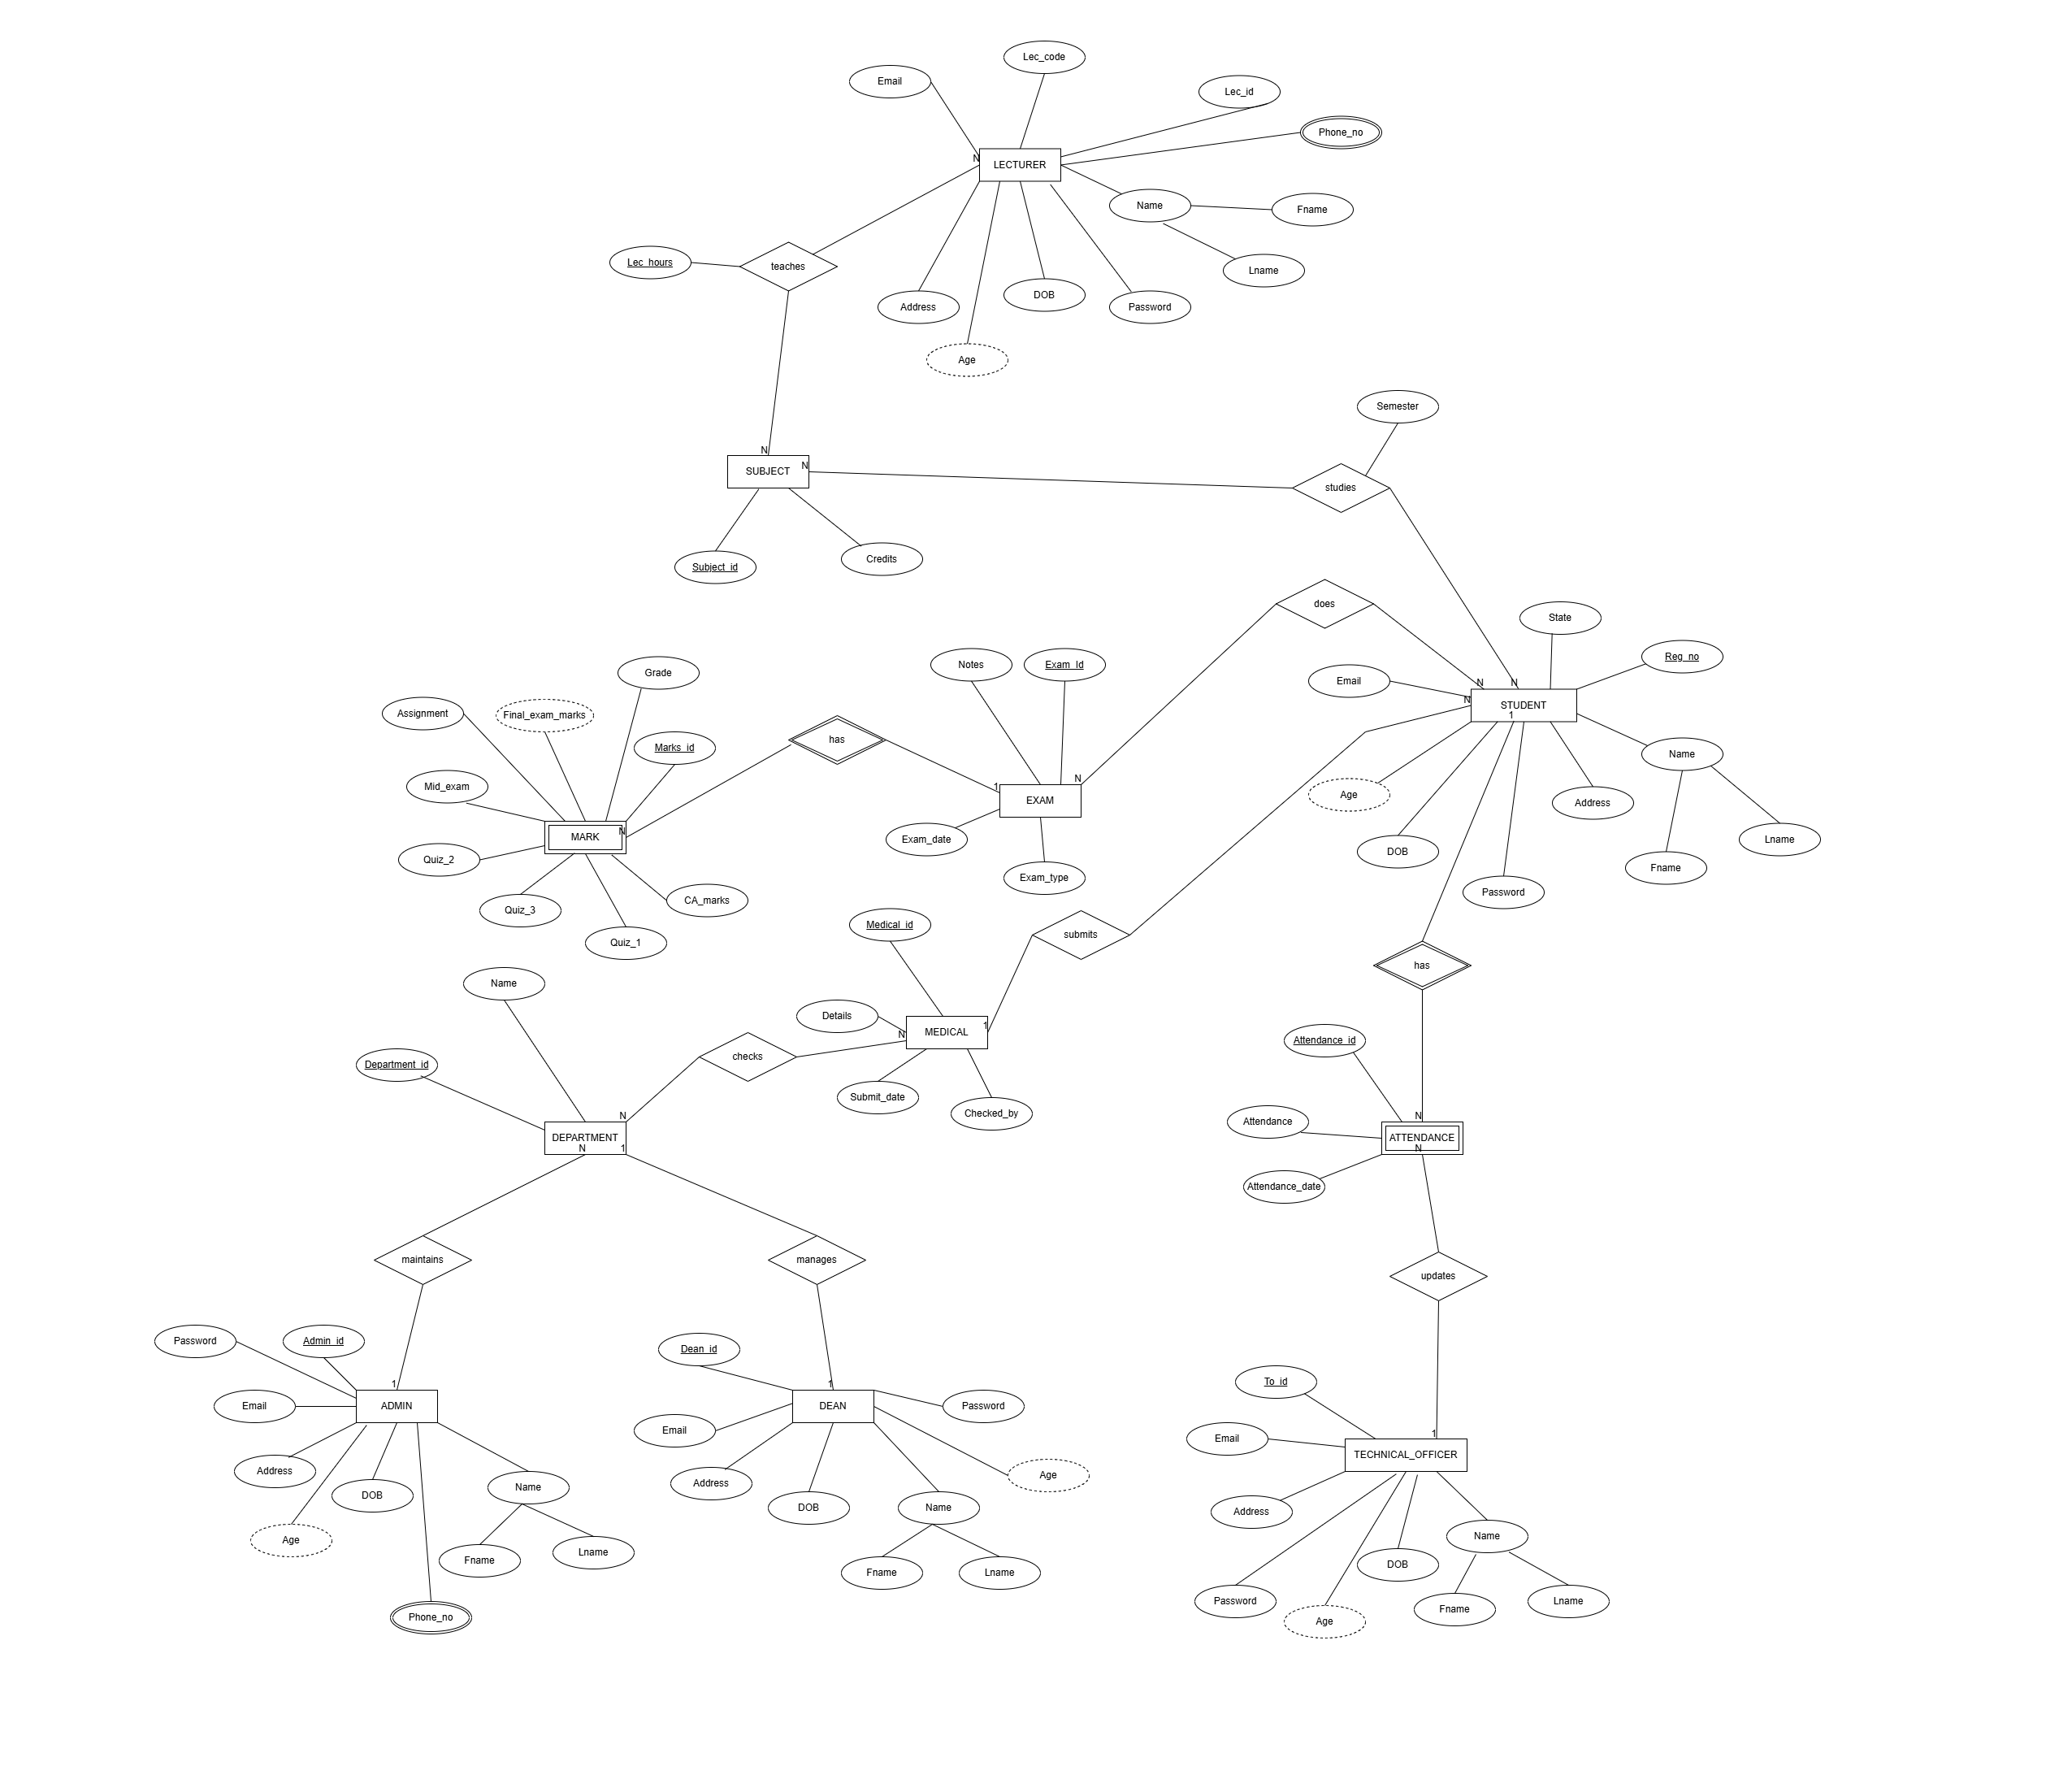 Lec_code
Email
Lec_id
Phone_no
N
LECTURER
Name
Fname
Lec_hours
teaches
Lname
Address
DOB
Password
Age
Semester
N
SUBJECT
N
studies
Subject_id
Credits
does
State
Reg_no
Notes
Exam_Id
Email
N
N
N
STUDENT
1
Grade
Assignment
Final_exam_marks
Marks_id
has
Name
Mid_exam
1
EXAM
N
Age
Address
MARK
N
Exam_date
Lname
Quiz_2
Exam_type
DOB
Fname
Quiz_3
CA_marks
Password
Quiz_1
Medical_id
submits
has
Name
Details
N
MEDICAL
1
Attendance_id
Department_id
checks
Submit_date
Checked_by
N
DEPARTMENT
N
1
Attendance
N
ATTENDANCE
N
Attendance_date
maintains
manages
updates
Password
Admin_id
Dean_id
To_id
1
Email
ADMIN
1
DEAN
Password
Email
Email
1
TECHNICAL_OFFICER
Address
DOB
Name
Address
DOB
Name
Age
Address
Age
Fname
Lname
Fname
Lname
Name
DOB
Phone_no
Password
Age
Fname
Lname